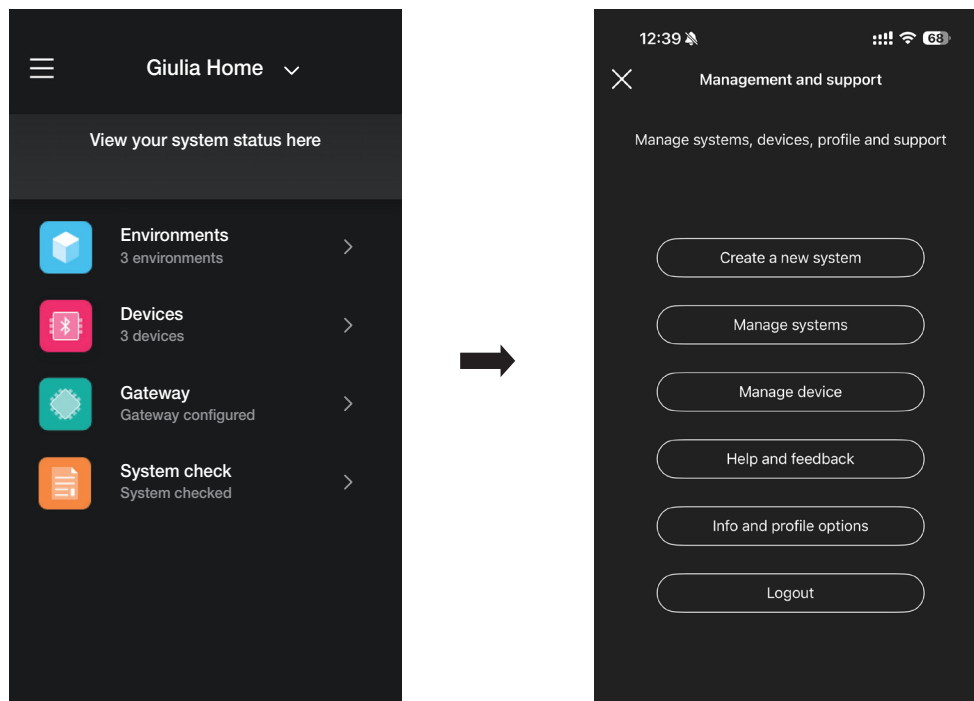 Giulia Home
View your system status here
Environments
3 environments
Devices
3 devices
Gateway
Gateway configured
System check
System checked
12:39
68
Management and support
Manage systems, devices, profile and support
Create a new system
Manage systems
Manage device
Help and feedback
Info and profile options
Logout